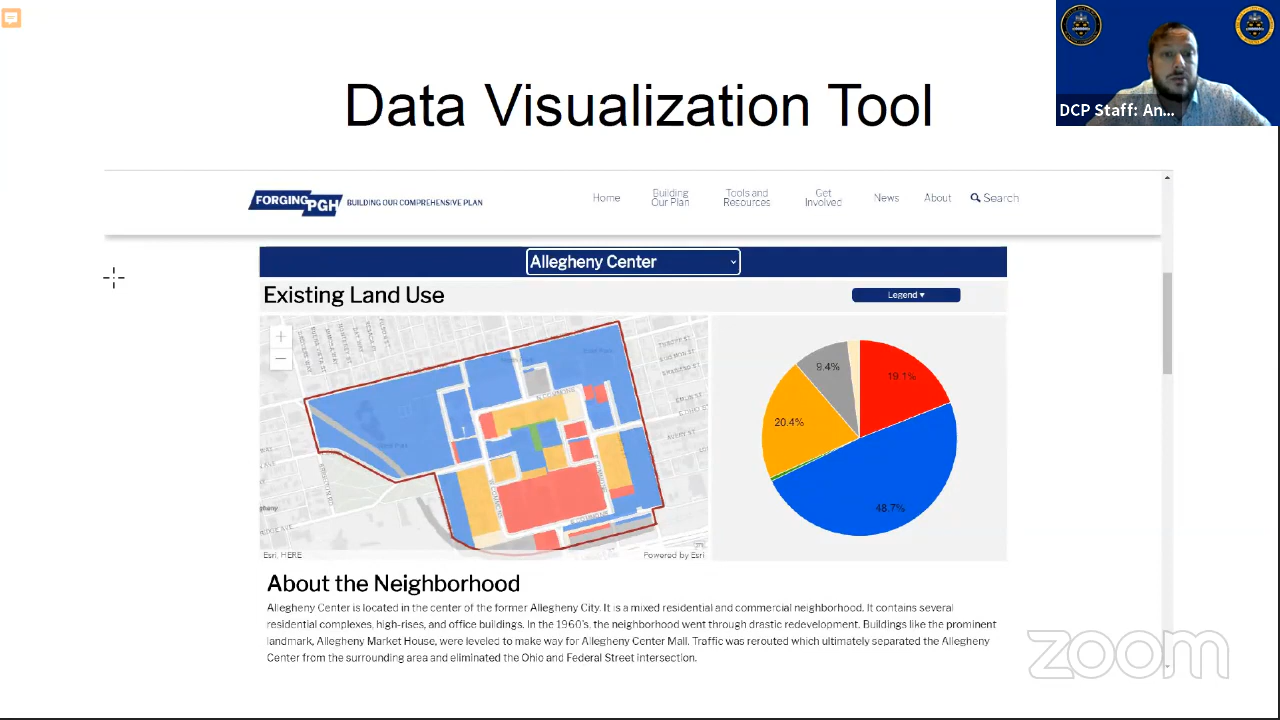 Data Visualization Tool
DCP Staff: An...
FORGING PGH BUILDING OUR COMPREHENSIVE PLAN
Home
Building
Our Plan
Tools and
Resources
Get
Involved
News
About
Search
Allegheny Center
Existing Land Use
Legend ▾
19.1%
48.7%
20.4%
9.4%
Esri, HERE
Powered by Esri
About the Neighborhood
Allegheny Center is located in the center of the former Allegheny City. It is a mixed residential and commercial neighborhood. It contains several
residential complexes, high-rises, and office buildings. In the 1960's, the neighborhood went through drastic redevelopment. Buildings like the prominent
landmark, Allegheny Market House, were leveled to make way for Allegheny Center Mall. Traffic was rerouted which ultimately separated the Allegheny
Center from the surrounding area and eliminated the Ohio and Federal Street intersection.
zoom